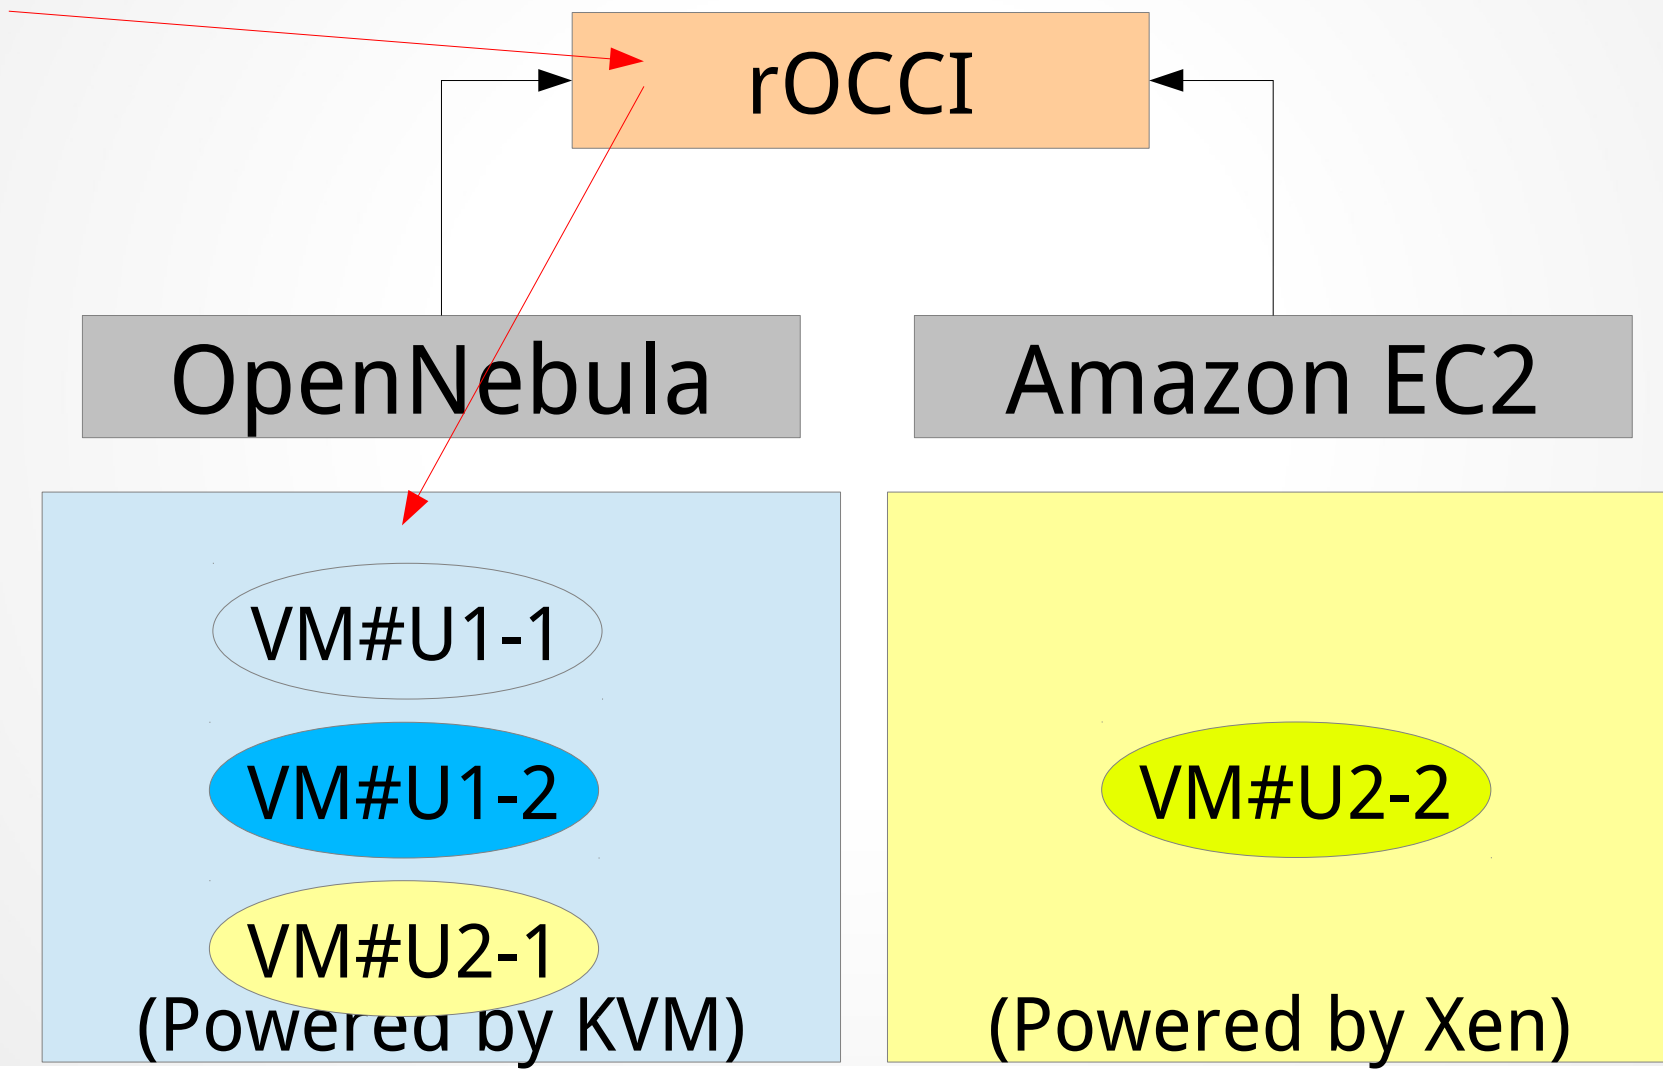 rOCCI
OpenNebula
Amazon EC2
VM#U1-1
VM#U1-2
VM#U2-1
(Powered by KVM)
VM#U2-2
(Powered by Xen)